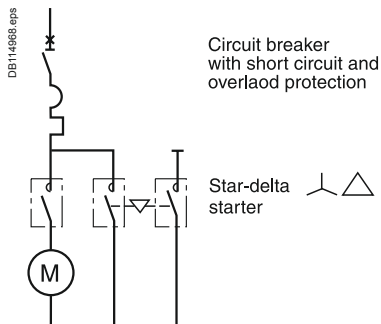 DB114968.eps
Circuit breaker
with short circuit and
overlaod protection
Star-delta
starter
M